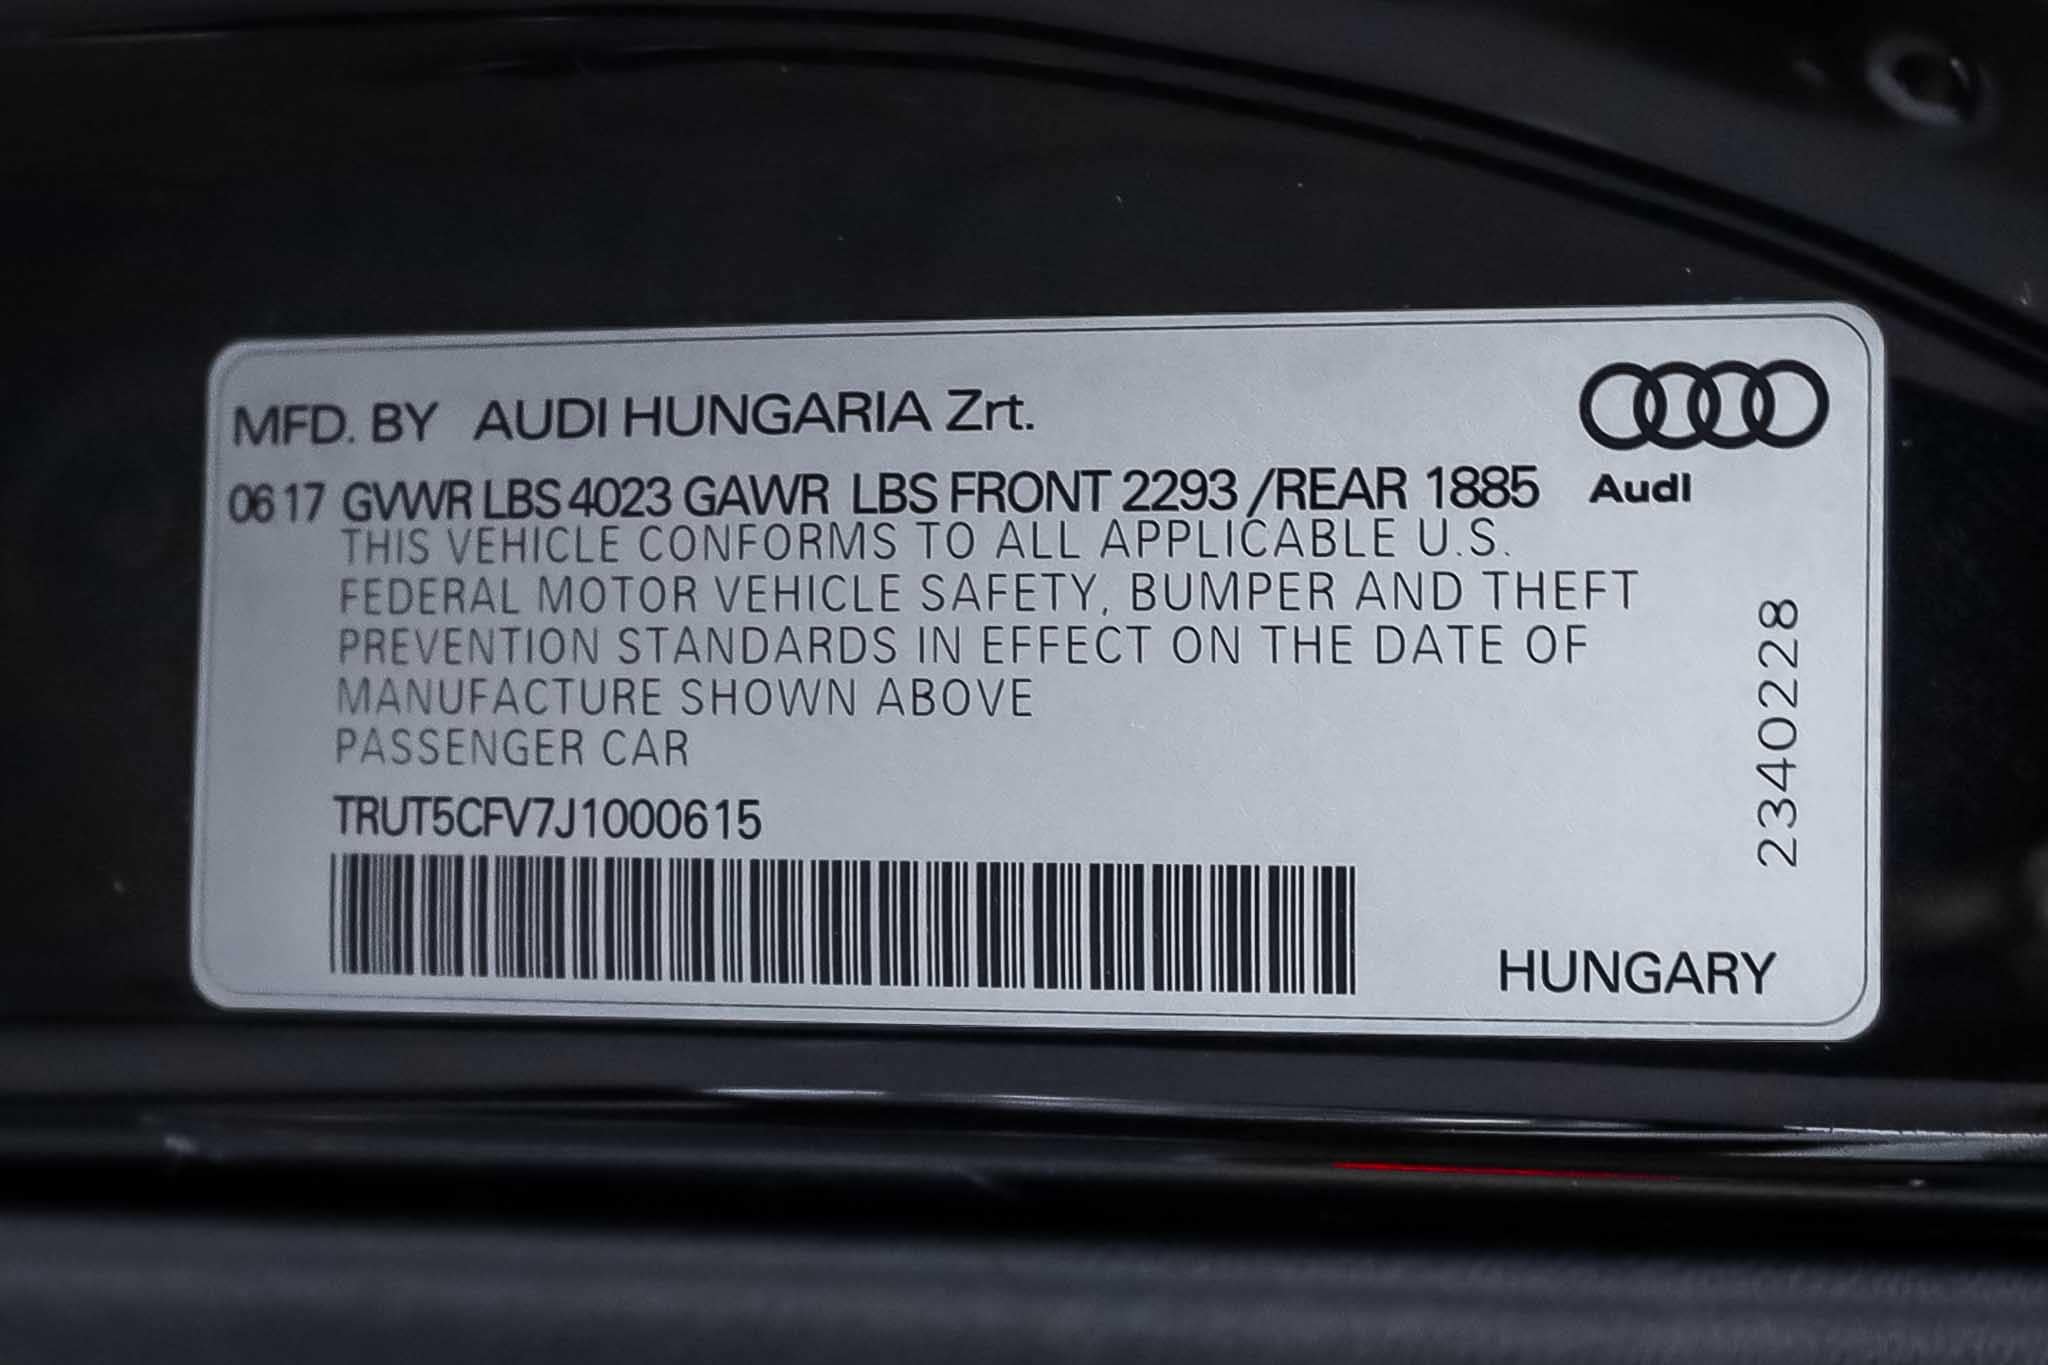 MFD. BY AUDI HUNGARIA Zrt.
06 17 GVWR LBS 4023 GAWR LBS FRONT 2293 /REAR 1885
Audi
THIS VEHICLE CONFORMS TO ALL APPLICABLE U.S.
FEDERAL MOTOR VEHICLE SAFETY, BUMPER AND THEFT
PREVENTION STANDARDS IN EFFECT ON THE DATE OF
MANUFACTURE SHOWN ABOVE
PASSENGER CAR
TRUT5CFV7J1000615
2340228
HUNGARY